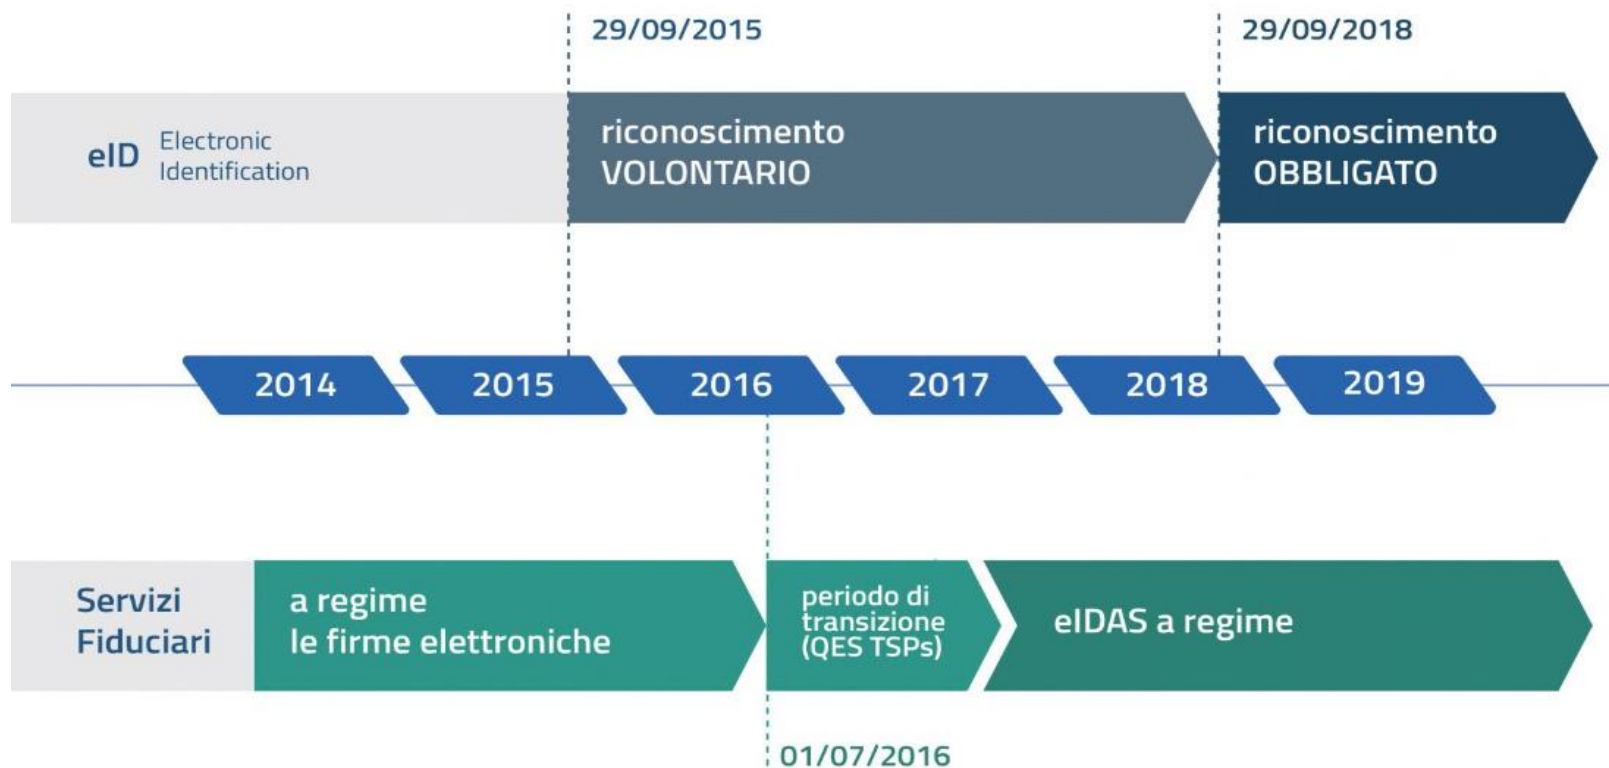 29/09/2015
29/09/2018
eID
Electronic
Identification
riconoscimento
VOLONTARIO
riconoscimento
OBBLIGATO
2014
2015
2016
2017
2018
2019
Servizi
Fiduciari
a regime
le firme elettroniche
periodo di
transizione
(QES TSPs)
eIDAS a regime
01/07/2016